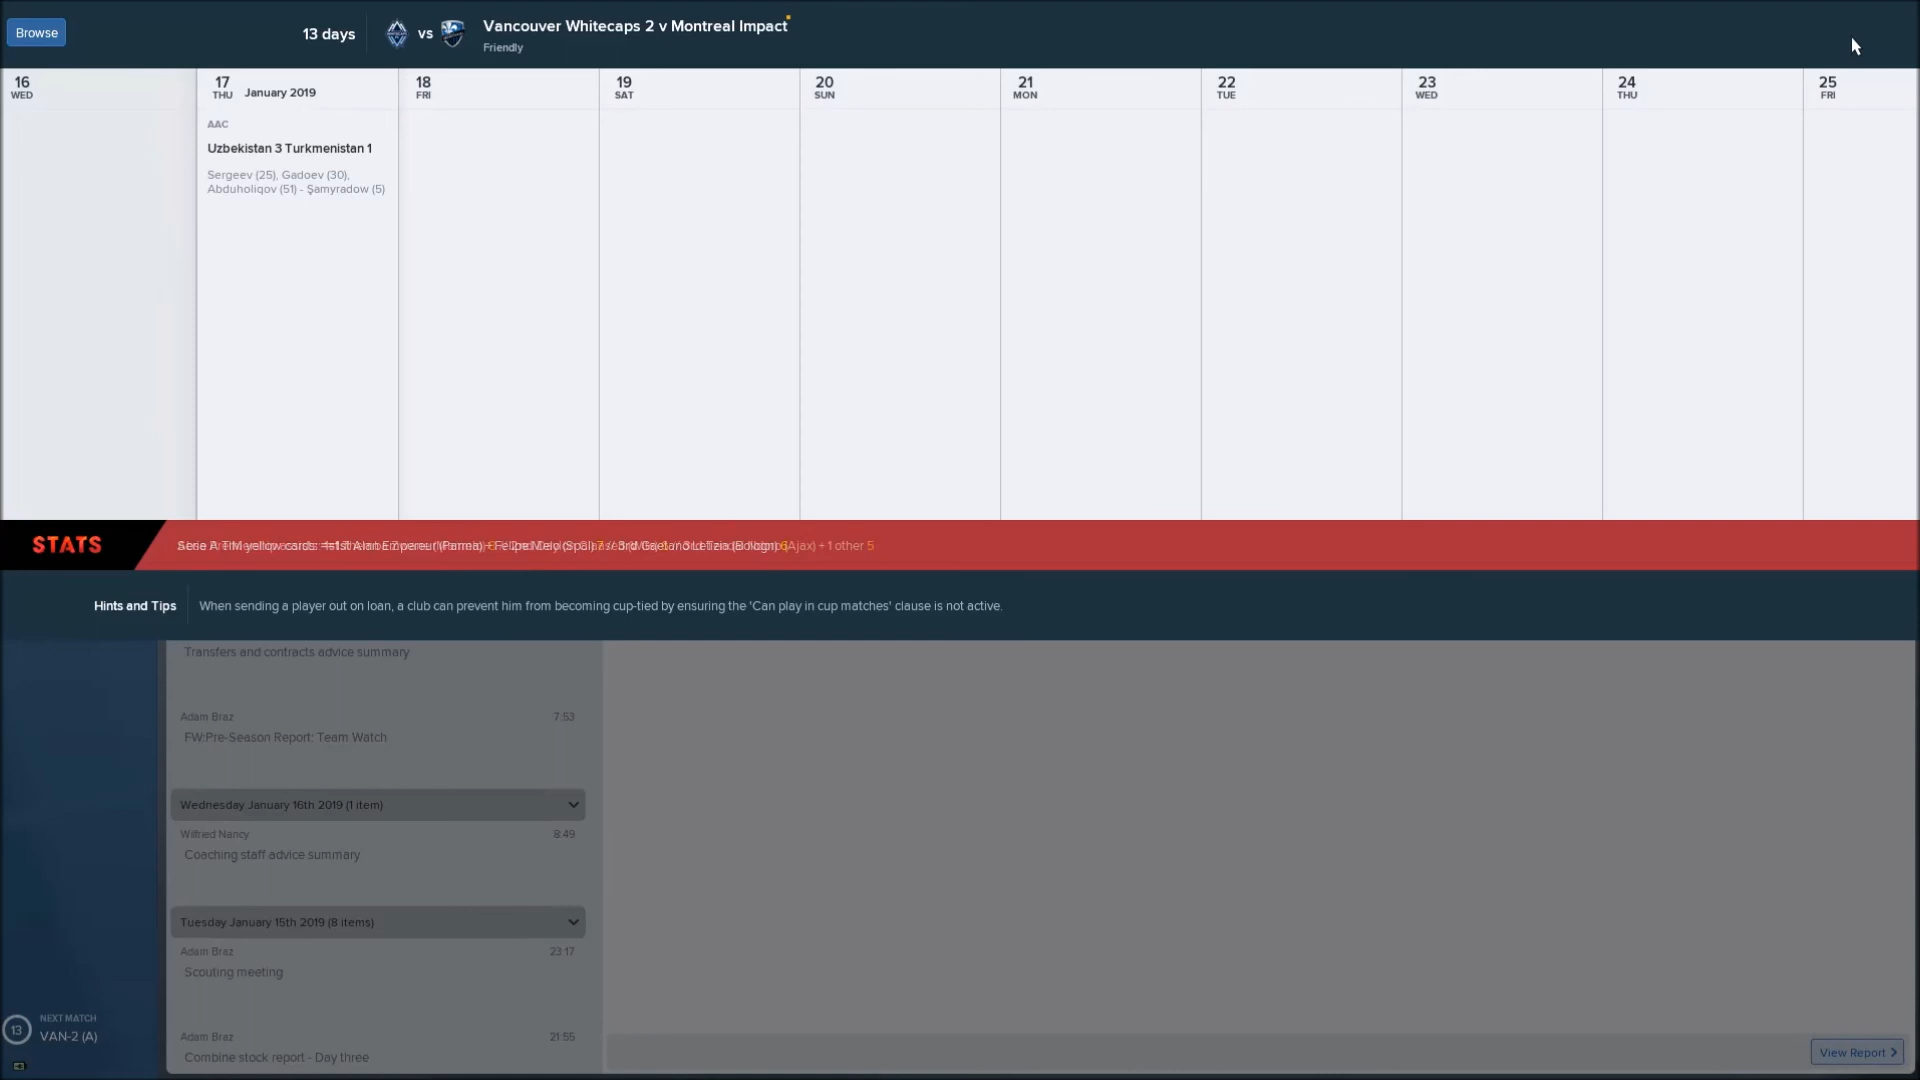 Browse
13 days
vs
Vancouver Whitecaps 2 v Montreal Impact
Friendly
16
WED
17
THU
January 2019
18
FRI
19
SAT
20
SUN
21
MON
22
TUE
23
WED
24
THU
25
FRI
AAC
Uzbekistan 3 Turkmenistan 1
Sergeev (25), Gadoev (30),
Abduholiqov (51) - Şamyradow (5)
STATS
(Ajax) + 1 other 5
Hints and Tips
When sending a player out on loan, a club can prevent him from becoming cup-tied by ensuring the 'Can play in cup matches' clause is not active.
Transfers and contracts advice summary
Adam Braz 7:53
FW:Pre-Season Report: Team Watch
Wednesday January 16th 2019 (1 item)
Wilfried Nancy 8:49
Coaching staff advice summary
Tuesday January 15th 2019 (8 items)
Adam Braz 23:17
Scouting meeting
13
NEXT MATCH
VAN-2 (A)
Adam Braz 21:55
Combine stock report - Day three
View Report